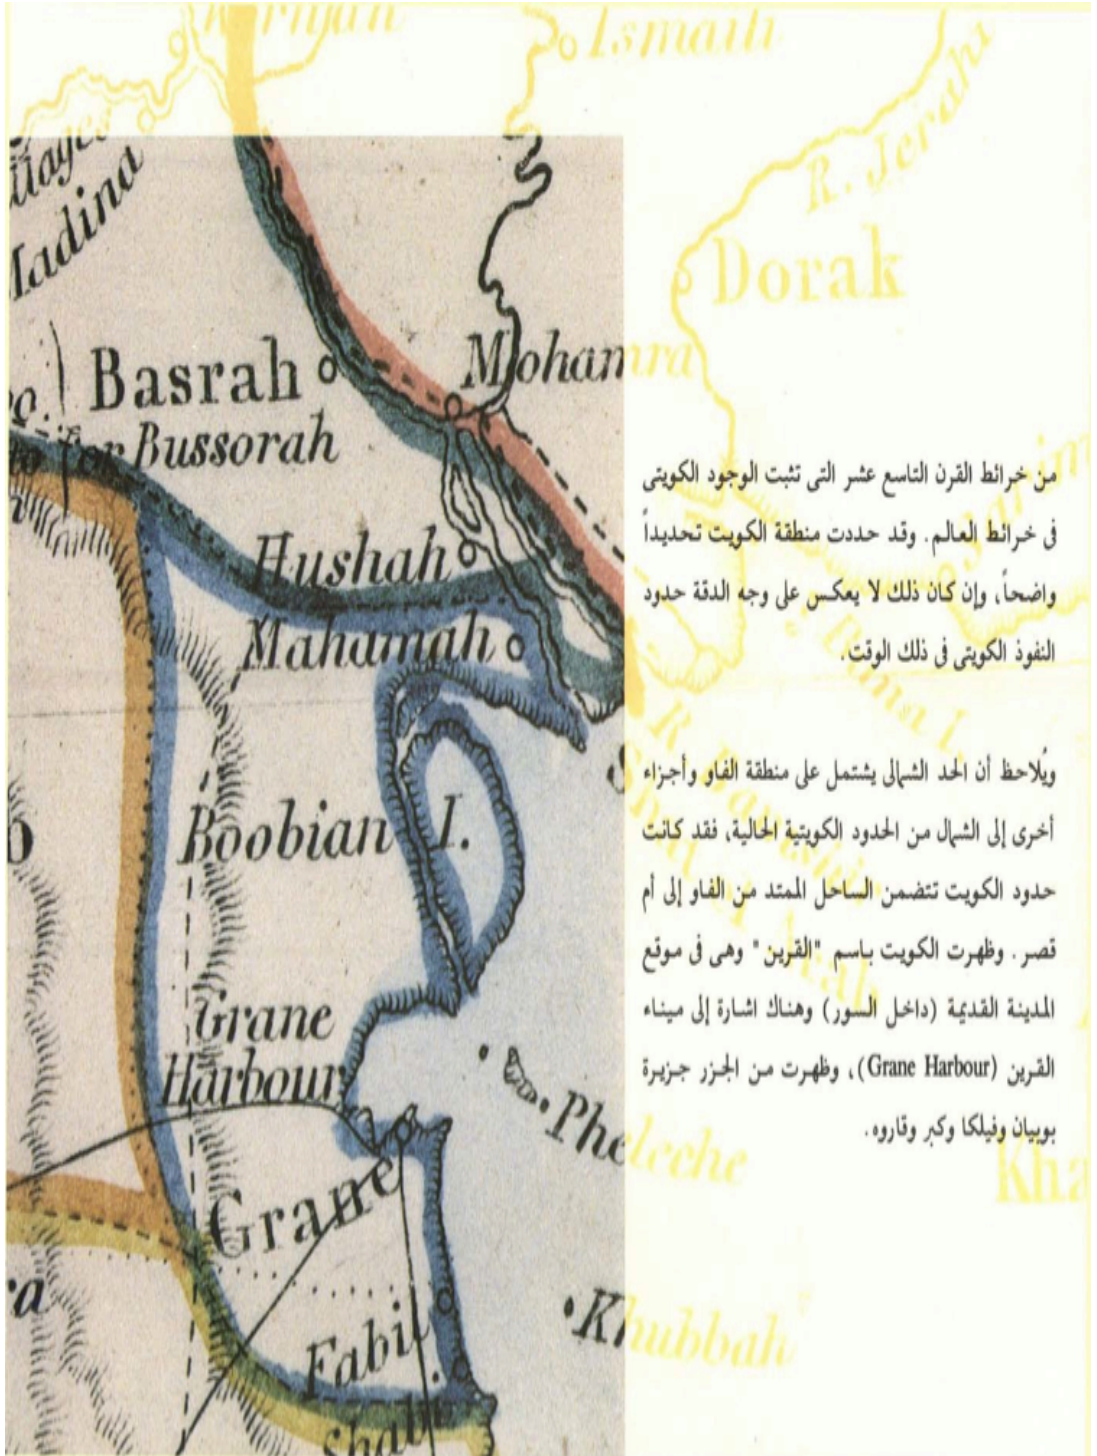 Ismaili
R. Jerahi
Madina
Dorak
Basrah
Mohamra
for Bussorah
Hushah
Mahamah
Boobian I.
Grane
Harbour
Pheleche
Grane
Khubbah
Fabil
shabi
من خرائط القرن التاسع عشر التى تثبت الوجود الكويتى
فى خرائط العالم. وقد حددت منطقة الكويت تحديداً
واضحاً، وإن كان ذلك لا يعكس على وجه الدقة حدود
النفوذ الكويتى فى ذلك الوقت.
ويُلاحظ أن الحد الشمالى يشتمل على منطقة الفاو وأجزاء
أخرى إلى الشمال من الحدود الكويتية الحالية، فقد كانت
حدود الكويت تتضمن الساحل الممتد من الفاو إلى أم
قصر. وظهرت الكويت باسم "القرين" وهى فى موقع
المدينة القديمة (داخل السور) وهناك اشارة إلى ميناء
القرين (Grane Harbour)، وظهرت من الجزر جزيرة
بوبيان وفيلكا وكبر وقاروه.